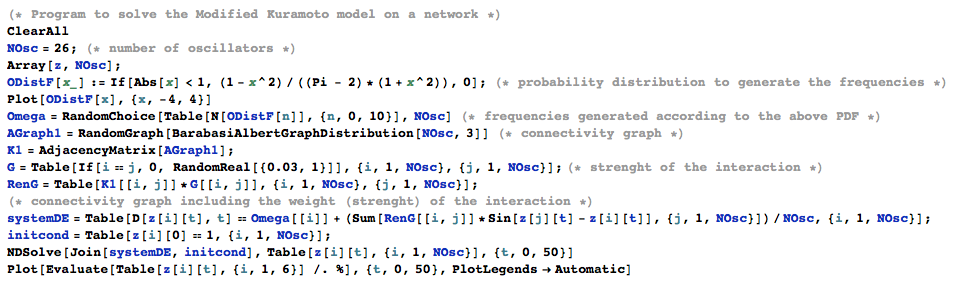 (* Program to solve the Modified Kuramoto model on a network *)
ClearAll
NOsc = 26; (* number of oscillators *)
Array[z, NOsc];
ODistF[x_] := If[Abs[x] < 1, (1 - x^2) / ((Pi - 2) * (1 + x^2)), 0]; (* probability distribution to generate the frequencies *)
Plot[ODistF[x], {x, -4, 4}]
Omega = RandomChoice[Table[N[ODistF[n]], {n, 0, 10}], NOsc] (* frequencies generated according to the above PDF *)
AGraph1 = RandomGraph[BarabasiAlbertGraphDistribution[NOsc, 3]] (* connectivity graph *)
K1 = AdjacencyMatrix[AGraph1];
G = Table[If[i == j, 0, RandomReal[{0.03, 1}]], {i, 1, NOsc}, {j, 1, NOsc}]; (* strenght of the interaction *)
RenG = Table[K1[[i, j]] * G[[i, j]], {i, 1, NOsc}, {j, 1, NOsc}];
(* connectivity graph including the weight (strenght) of the interaction *)
systemDE = Table[D[z[i][t], t] == Omega[[i]] + (Sum[RenG[[i, j]] * Sin[z[j][t] - z[i][t]], {j, 1, NOsc}]) / NOsc, {i, 1, NOsc}];
initcond = Table[z[i][0] == 1, {i, 1, NOsc}];
NDSolve[Join[systemDE, initcond], Table[z[i][t], {i, 1, NOsc}], {t, 0, 50}]
Plot[Evaluate[Table[z[i][t], {i, 1, 6}] /. %], {t, 0, 50}, PlotLegends → Automatic]